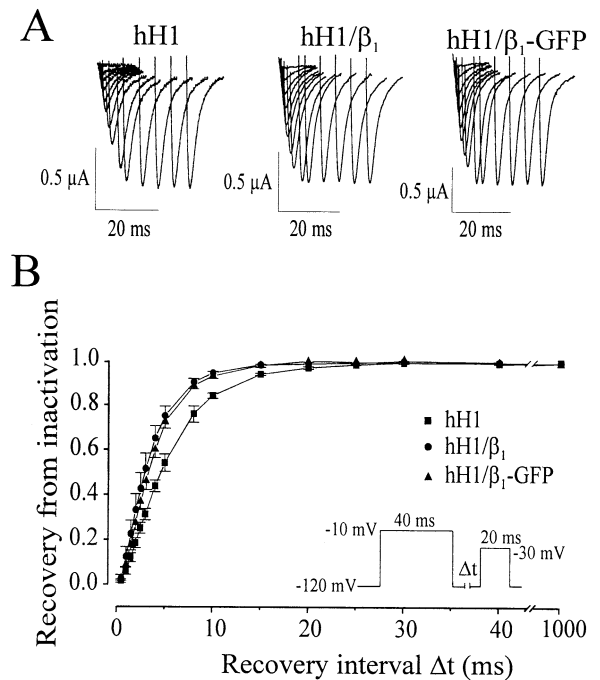 A
hH1
hH1/β₁
hH1/β₁-GFP
0.5 μA
20 ms
0.5 μA
20 ms
0.5 μA
20 ms
B
Recovery from inactivation
1.0
0.8
0.6
0.4
0.2
0.0
hH1
hH1/β₁
hH1/β₁-GFP
-10 mV
40 ms
20 ms
-30 mV
-120 mV
Δt
0
10
20
30
40
1000
Recovery interval Δt (ms)